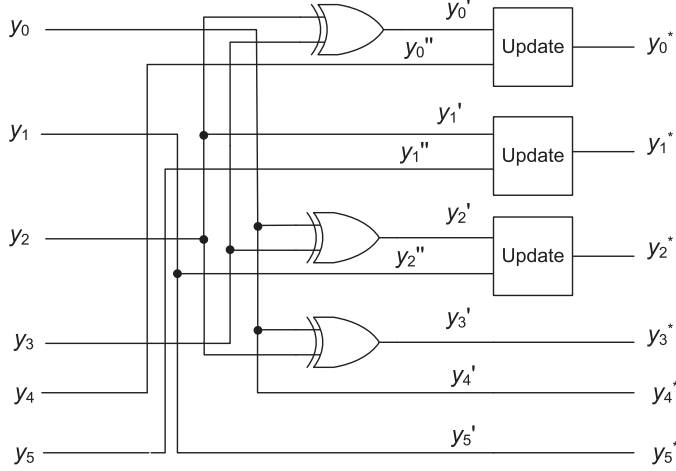 y0 y0' Update y0*
y0''
y1 y1' Update y1*
y1''
y2 y2' Update y2*
y2''
y3 y3' y3*
y4 y4' y4*
y5 y5' y5*